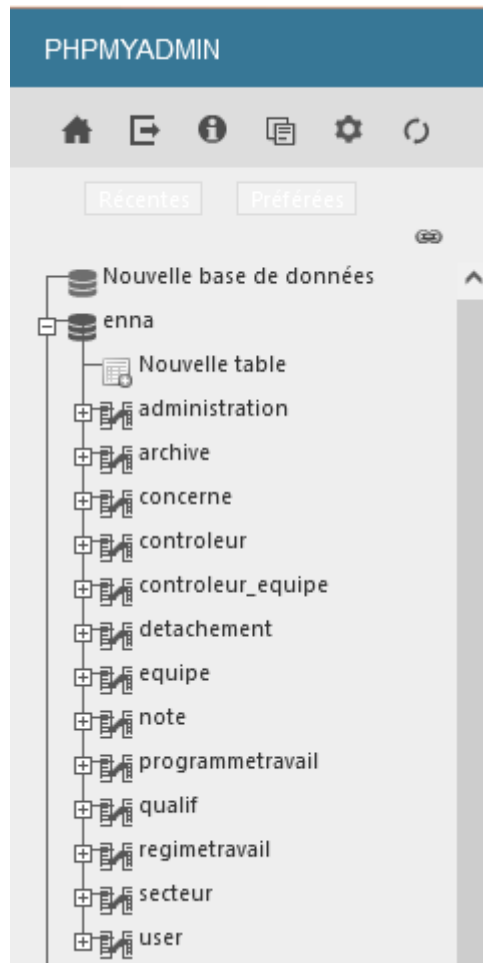 PHPMYADMIN
Récentes Préférées
Nouvelle base de données
enna
Nouvelle table
administration
archive
concerne
controleur
controleur_equipe
detachement
equipe
note
programmetravail
qualif
regimetravail
secteur
user